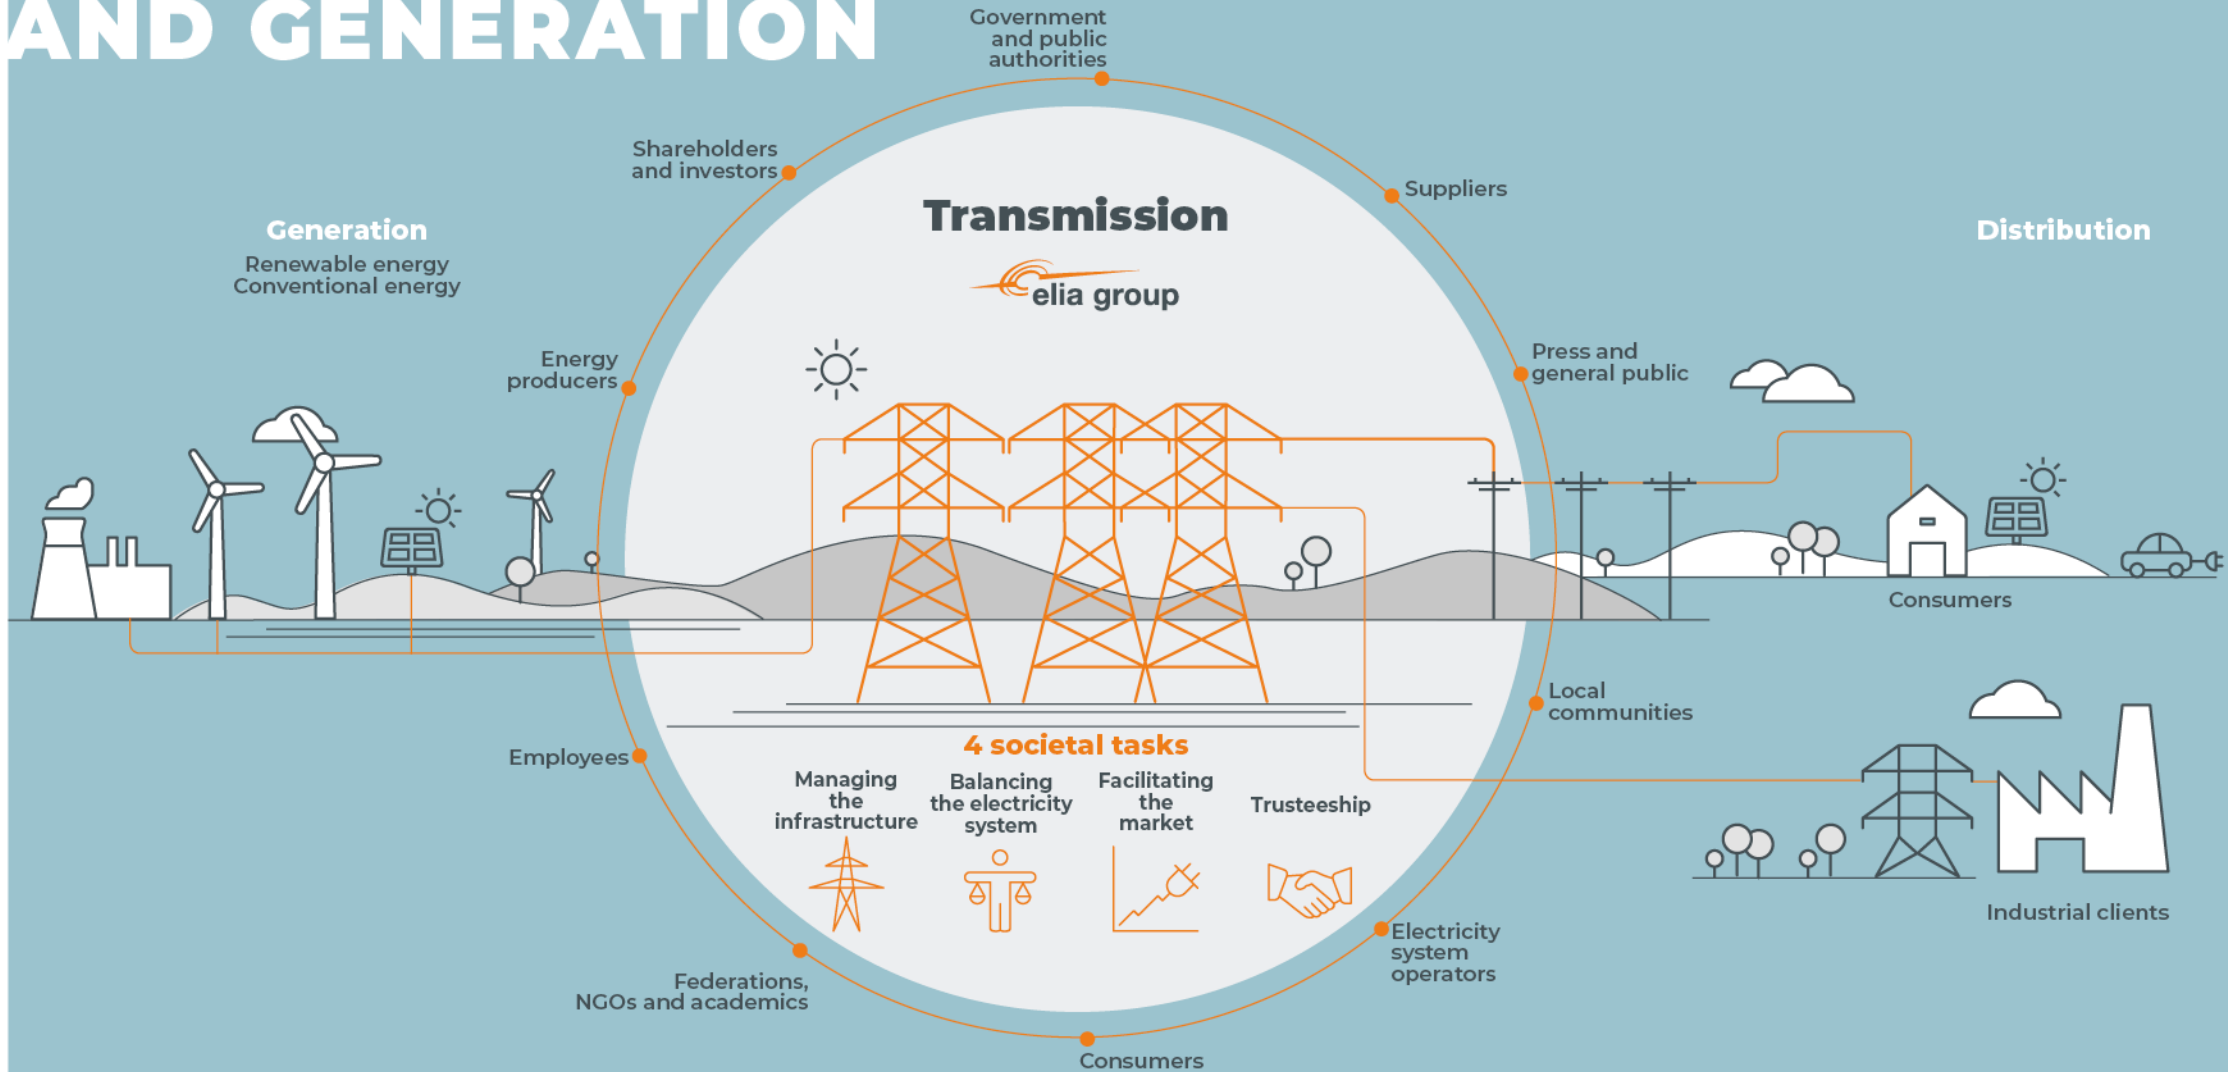 AND GENERATION
Government
and public
authorities
Shareholders
and investors
Suppliers
Transmission
elia group
Generation
Renewable energy
Conventional energy
Distribution
Energy
producers
Press and
general public
Consumers
Local
communities
Employees
4 societal tasks
Managing
the
infrastructure
Balancing
the electricity
system
Facilitating
the
market
Trusteeship
Industrial clients
Electricity
system
operators
Federations,
NGOs and academics
Consumers